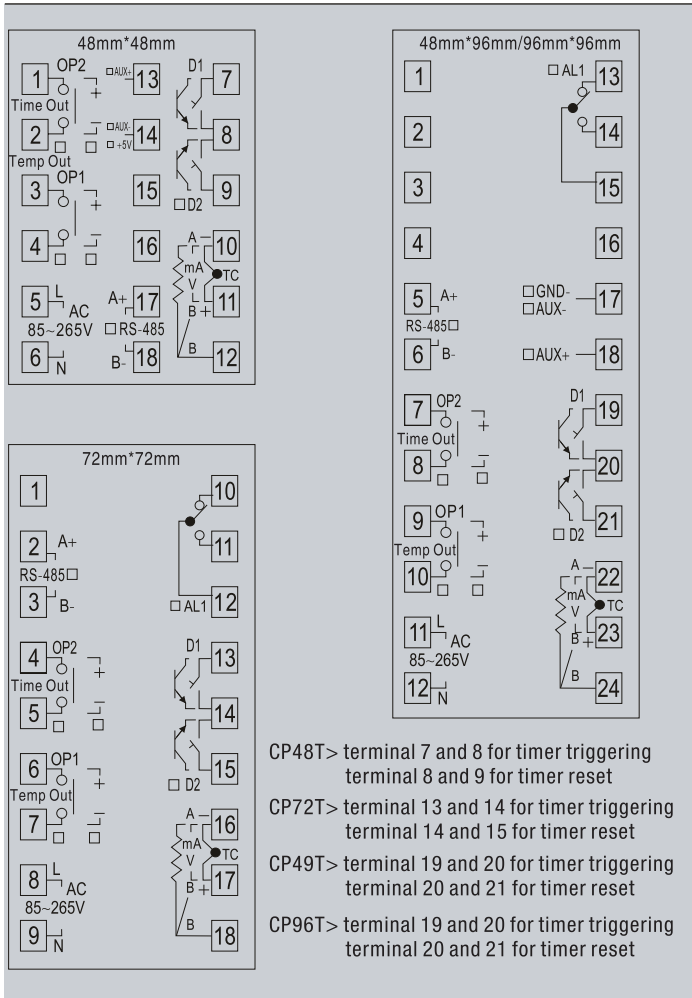 48mm*48mm
1 OP2 □AUX+ 13 D1 7
Time Out
2 □AUX- 14 8
□ +5V
Temp Out
3 OP1 15 9
□ D2
4 16 A 10
mA TC
V
5 L AC A+ 17 B 11
85~265V □ RS-485
6 N B- 18 B 12
72mm*72mm
1 10
2 A+ 11
RS-485□
3 B- □ AL1 12
4 OP2 D1 13
Time Out
5 14
6 OP1 15
□ D2
Temp Out
7 A 16
mA TC
V
8 L AC B 17
85~265V
9 N B 18
48mm*96mm/96mm*96mm
1 □ AL1 13
2 14
3 15
4 16
5 A+ □GND- 17
□AUX-
RS-485□
6 B- □AUX+ 18
7 OP2 D1 19
Time Out
8 20
9 OP1 21
□ D2
Temp Out
10 A 22
mA TC
V
11 L AC B 23
85~265V
12 N B 24
CP48T> terminal 7 and 8 for timer triggering
terminal 8 and 9 for timer reset
CP72T> terminal 13 and 14 for timer triggering
terminal 14 and 15 for timer reset
CP49T> terminal 19 and 20 for timer triggering
terminal 20 and 21 for timer reset
CP96T> terminal 19 and 20 for timer triggering
terminal 20 and 21 for timer reset